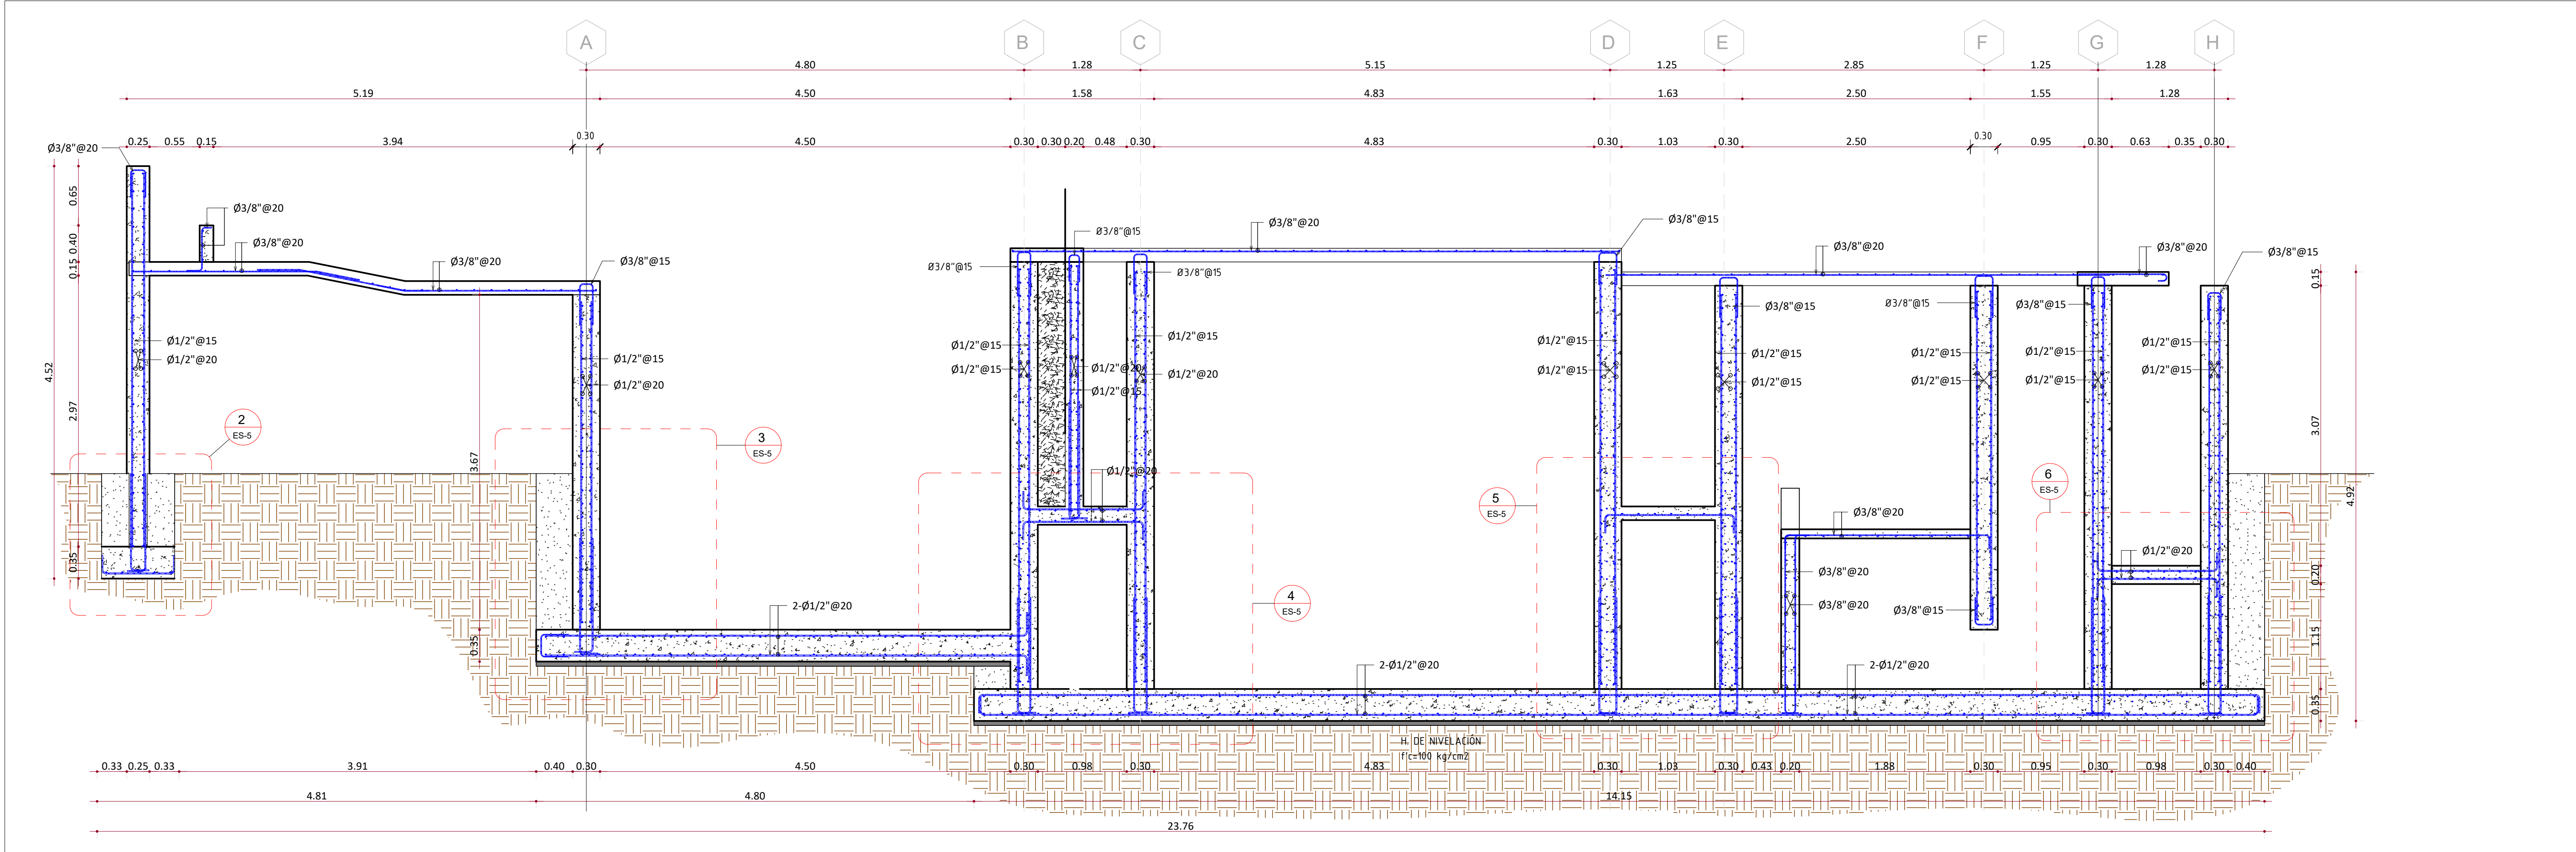 A B C D E F G H
4.80 1.28 5.15 1.25 2.85 1.25 1.28
5.19 4.50 1.58 4.83 1.63 2.50 1.55 1.28
0.25 0.55 0.15 3.94 0.30 4.50 0.30 0.30 0.20 0.48 0.30 4.83 0.30 1.03 0.30 2.50 0.30 0.95 0.30 0.63 0.35 0.30
Ø3/8"@20
0.65
0.40
0.15
4.52
2.97
0.35
Ø3/8"@20
Ø3/8"@20
Ø3/8"@20
Ø3/8"@15
Ø1/2"@15
Ø1/2"@20
2
ES-5
3.67
0.35
Ø1/2"@15
Ø1/2"@20
3
ES-5
2-Ø1/2"@20
Ø3/8"@15
Ø3/8"@15
Ø3/8"@15
Ø3/8"@20
Ø1/2"@15
Ø1/2"@15
Ø1/2"@20
Ø1/2"@15
Ø1/2"@15
Ø1/2"@20
Ø1/2"@20
4
ES-5
2-Ø1/2"@20
H. DE NIVELACIÓN
f'c=100 kg/cm2
Ø3/8"@15
Ø1/2"@15
Ø1/2"@15
5
ES-5
Ø3/8"@15
Ø1/2"@15
Ø1/2"@15
Ø3/8"@20
Ø3/8"@20
Ø3/8"@20
Ø3/8"@20
2-Ø1/2"@20
Ø3/8"@15
Ø1/2"@15
Ø1/2"@15
Ø3/8"@15
Ø3/8"@15
Ø1/2"@15
Ø1/2"@15
6
ES-5
Ø3/8"@20
Ø3/8"@15
Ø1/2"@15
Ø1/2"@15
Ø1/2"@20
0.15
3.07
4.92
0.20
1.15
0.35
0.33 0.25 0.33 3.91 0.40 0.30 4.50 0.30 0.98 0.30 4.83 0.30 1.03 0.30 0.43 0.20 1.88 0.30 0.95 0.30 0.98 0.30 0.40
4.81 4.80 14.15
23.76